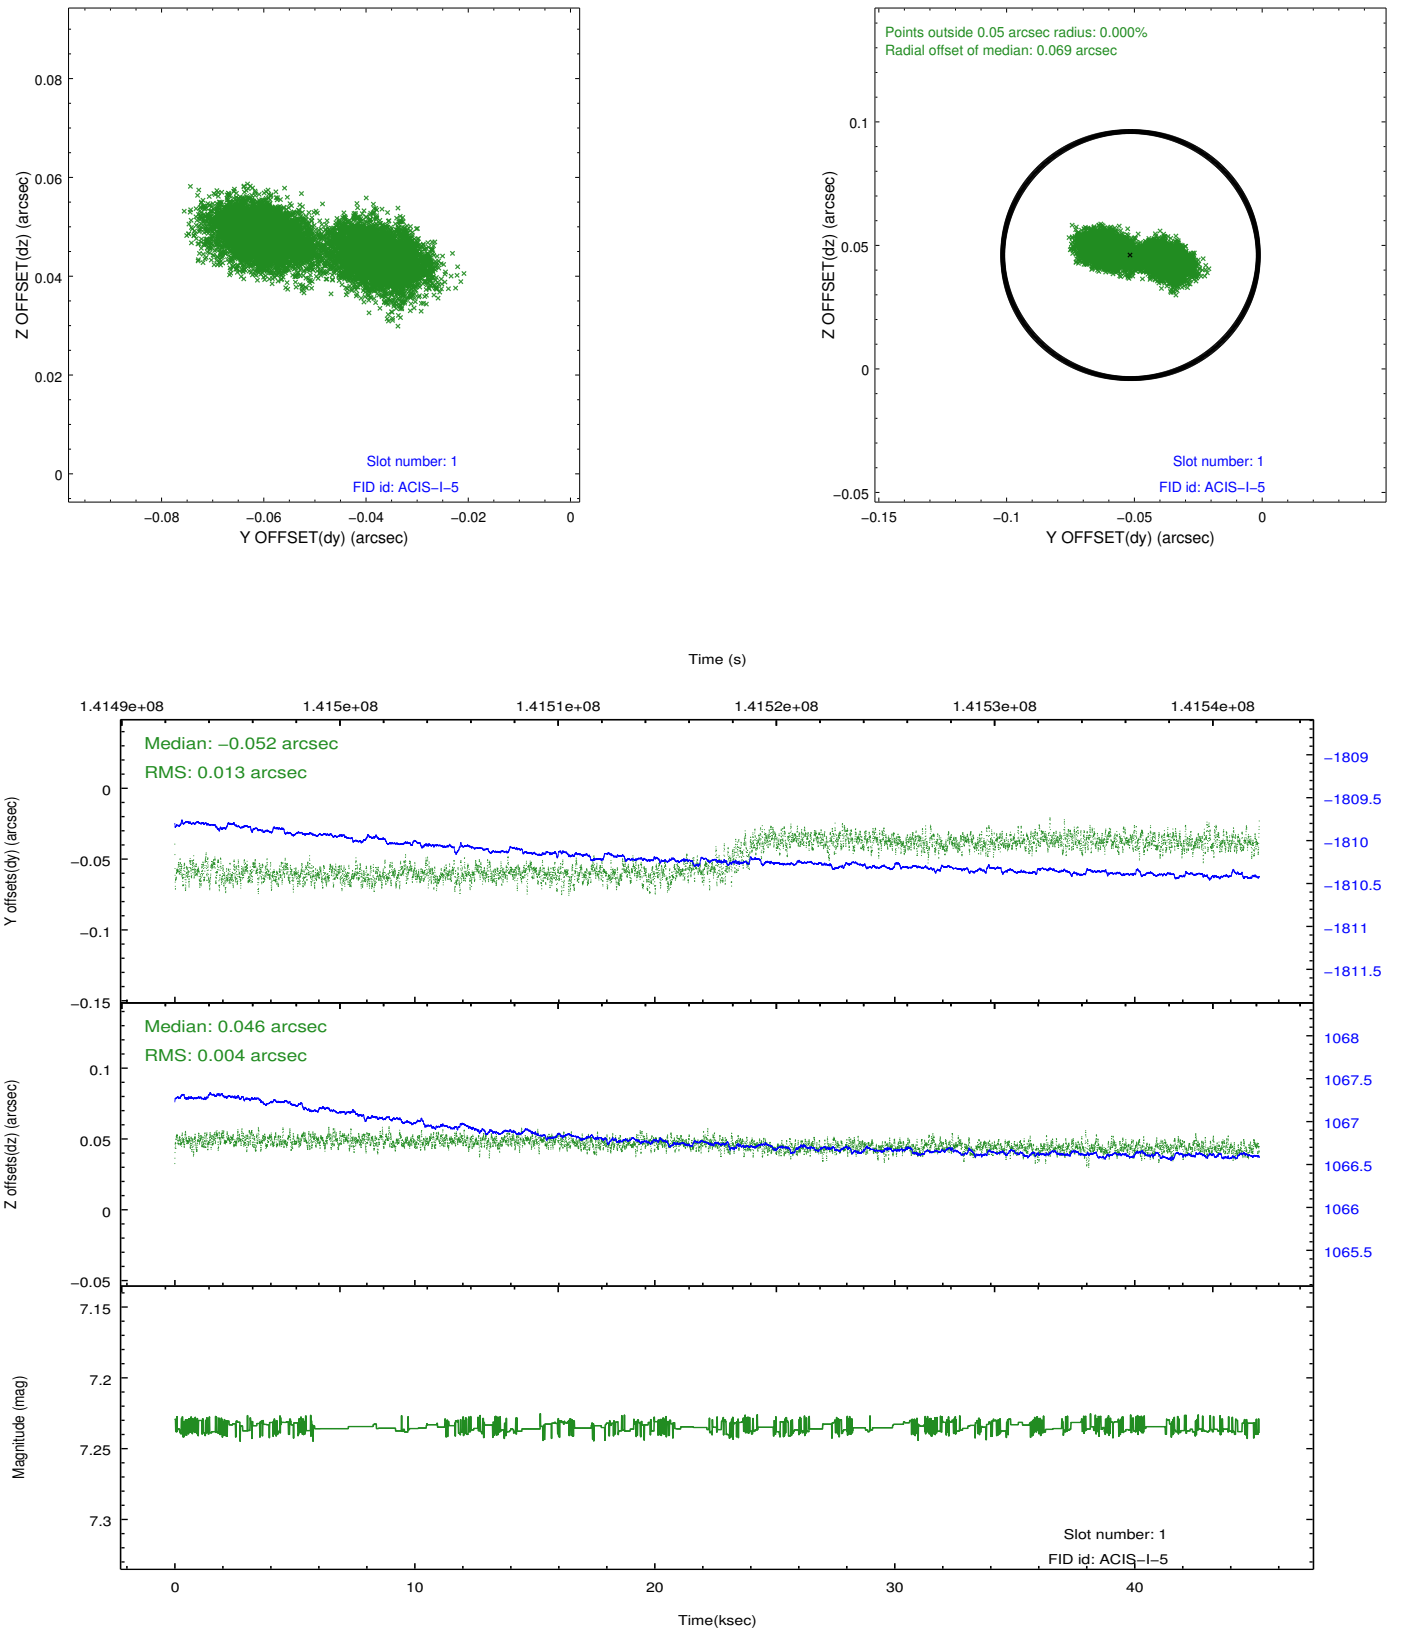 0.08
0.06
0.04
0.02
0
Z OFFSET(dz) (arcsec)
Slot number: 1
FID id: ACIS−I−5
−0.08
−0.06
−0.04
−0.02
0
Y OFFSET(dy) (arcsec)
Points outside 0.05 arcsec radius: 0.000%
Radial offset of median: 0.069 arcsec
0.1
0.05
0
−0.05
Z OFFSET(dz) (arcsec)
Slot number: 1
FID id: ACIS−I−5
−0.15
−0.1
−0.05
0
Y OFFSET(dy) (arcsec)
Time (s)
1.4149e+08
1.415e+08
1.4151e+08
1.4152e+08
1.4153e+08
1.4154e+08
Median: −0.052 arcsec
RMS: 0.013 arcsec
0
−0.05
−0.1
−0.15
Y offsets(dy) (arcsec)
−1809
−1809.5
−1810
−1810.5
−1811
−1811.5
Median: 0.046 arcsec
RMS: 0.004 arcsec
0.1
0.05
0
−0.05
Z offsets(dz) (arcsec)
1068
1067.5
1067
1066.5
1066
1065.5
7.15
7.2
7.25
7.3
Magnitude (mag)
Slot number: 1
FID id: ACIS−I−5
0
10
20
30
40
Time(ksec)